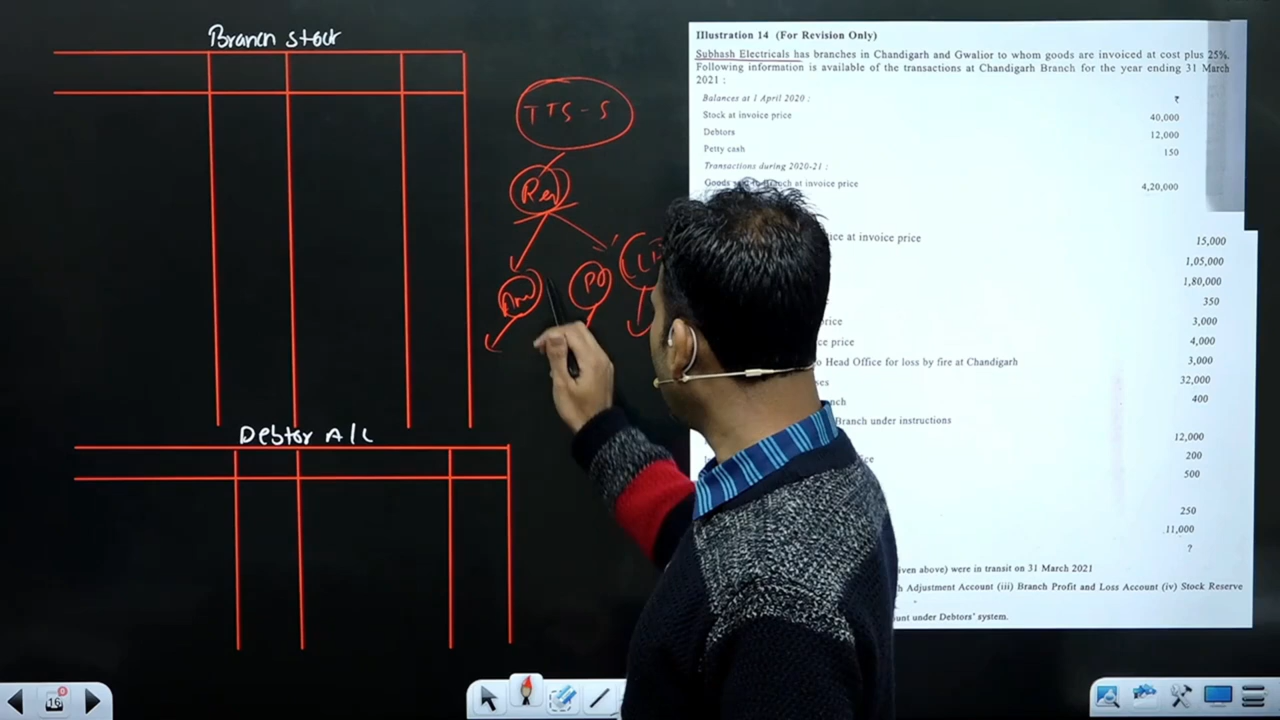 Branch Stock
TTS-S
Rev
PD
Debtor A/C
Illustration 14 (For Revision Only)
Subhash Electricals has branches in Chandigarh and Gwalior to whom goods are invoiced at cost plus 25%.
Following information is available of the transactions at Chandigarh Branch for the year ending 31 March
2021 :
Balances at 1 April 2020 : ₹
Stock at invoice price 40,000
Debtors 12,000
Petty cash 150
Transactions during 2020-21 :
Goods sent to Branch at invoice price 4,20,000
ice at invoice price 15,000
1,05,000
1,80,000
350
price 3,000
ce price 4,000
o Head Office for loss by fire at Chandigarh 3,000
ses 32,000
nch 400
Branch under instructions
12,000
ice 200
500
250
11,000
?
iven above) were in transit on 31 March 2021
h Adjustment Account (iii) Branch Profit and Loss Account (iv) Stock Reserve
unt under Debtors' system.
16